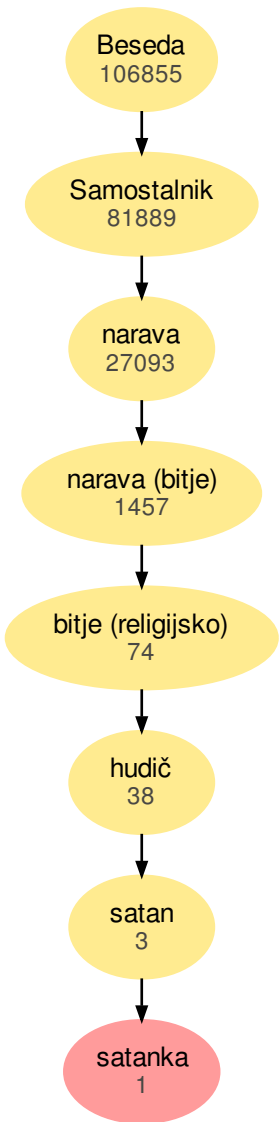 Beseda
106855
Samostalnik
81889
narava
27093
narava (bitje)
1457
bitje (religijsko)
74
hudič
38
satan
3
satanka
1